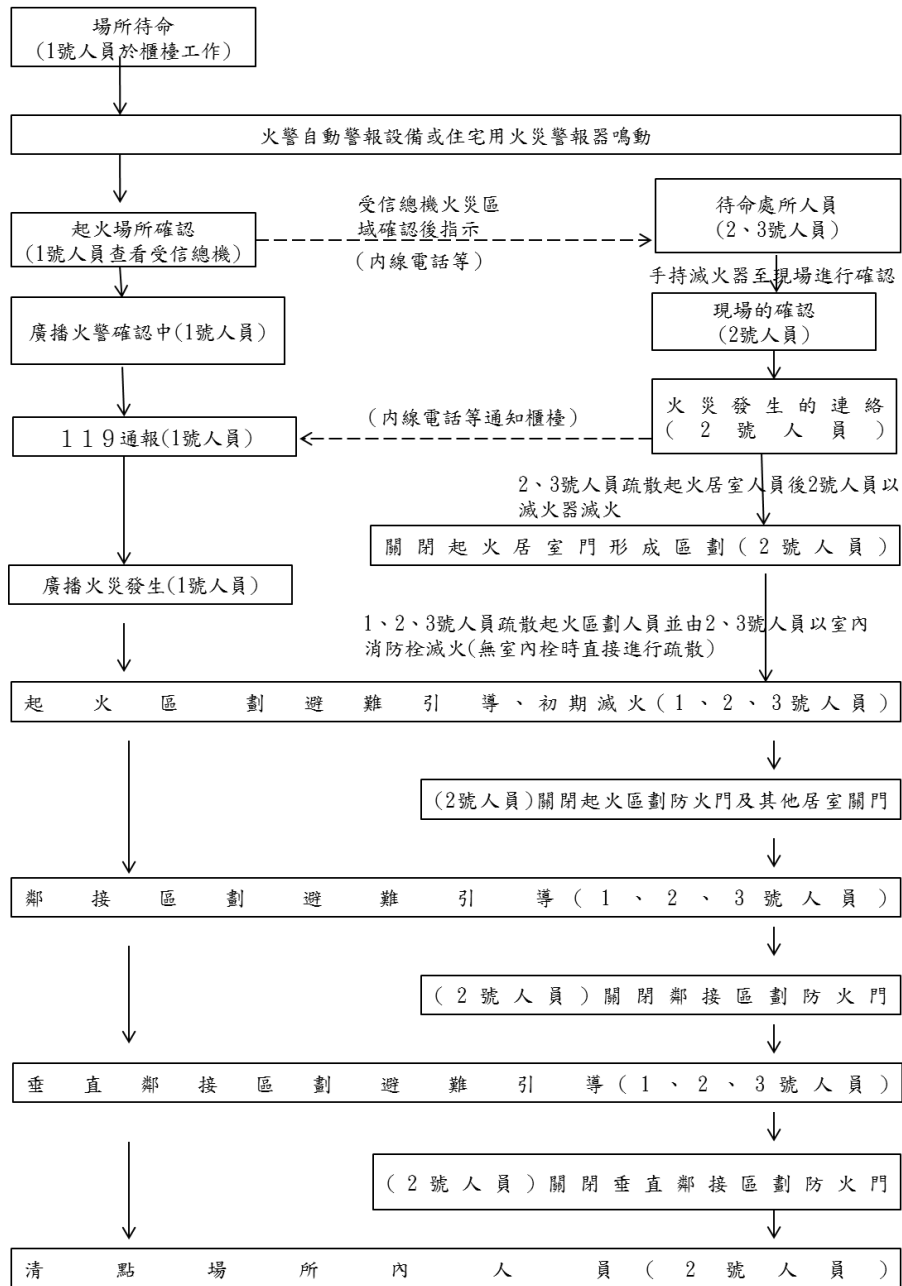 場所待命
(1號人員於櫃檯工作)
火警自動警報設備或住宅用火災警報器鳴動
起火場所確認
(1號人員查看受信總機)
受信總機火災區
域確認後指示
(內線電話等)
待命處所人員
(2、3號人員)
手持滅火器至現場進行確認
廣播火警確認中(1號人員)
現場的確認
(2號人員)
火災發生的連絡
(2號人員)
(內線電話等通知櫃檯)
119通報(1號人員)
2、3號人員疏散起火居室人員後2號人員以
滅火器滅火
關閉起火居室門形成區劃(2號人員)
廣播火災發生(1號人員)
1、2、3號人員疏散起火區劃人員並由2、3號人員以室內
消防栓滅火(無室內栓時直接進行疏散)
起火區劃避難引導、初期滅火(1、2、3號人員)
(2號人員)關閉起火區劃防火門及其他居室關門
鄰接區劃避難引導(1、2、3號人員)
(2號人員)關閉鄰接區劃防火門
垂直鄰接區劃避難引導(1、2、3號人員)
(2號人員)關閉垂直鄰接區劃防火門
清點場所內人員(2號人員)